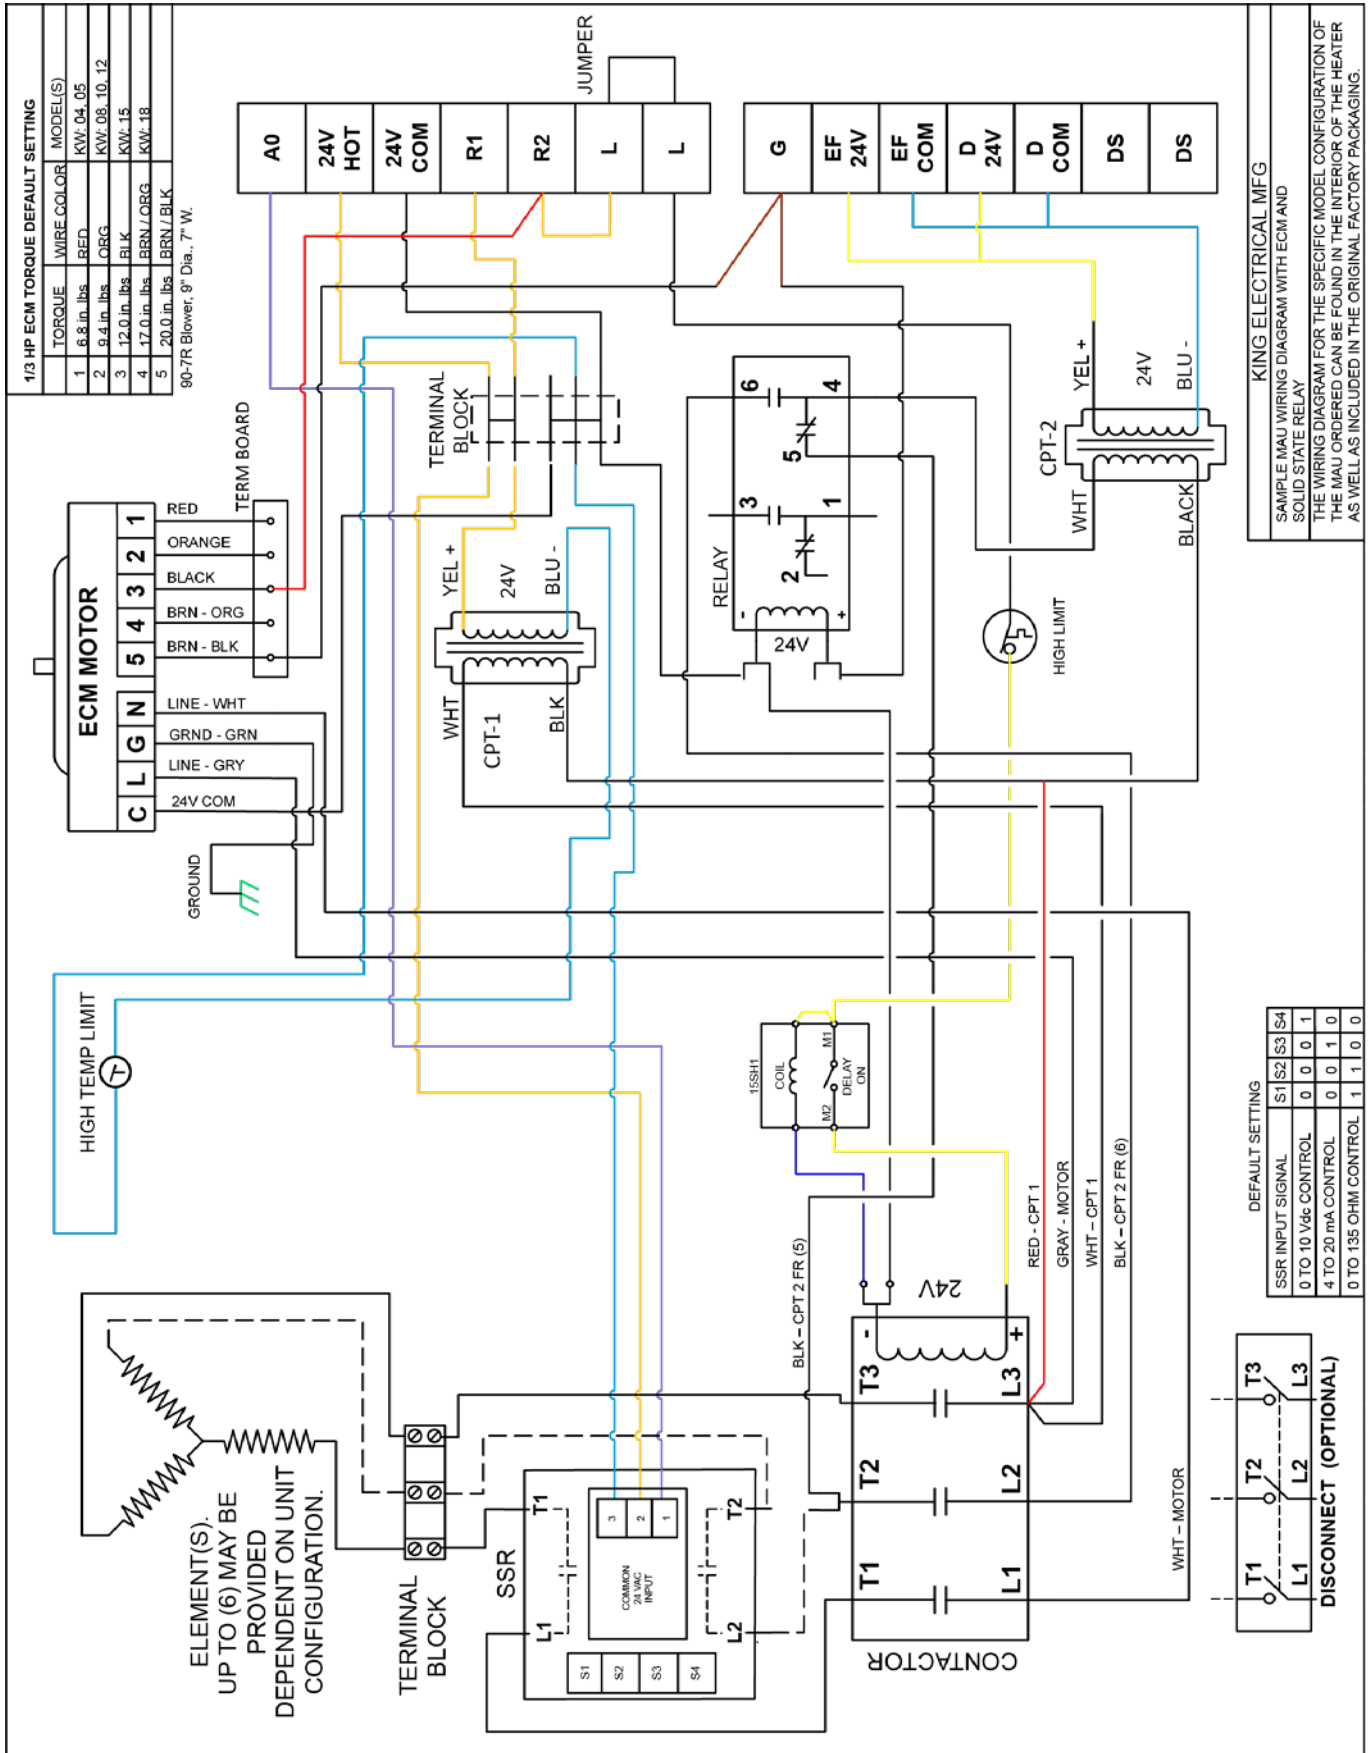 1/3 HP ECM TORQUE DEFAULT SETTING
TORQUE WIRE COLOR MODEL(S)
1 6.8 in. lbs RED KW: 04, 05
2 9.4 in. lbs ORG KW: 08, 10, 12
3 12.0 in. lbs BLK KW: 15
4 17.0 in. lbs BRN / ORG KW: 18
5 20.0 in. lbs BRN / BLK
90-7R Blower, 9" Dia., 7" W.
JUMPER
A0
24V HOT
24V COM
R1
R2
L
L
G
EF 24V
EF COM
D 24V
D COM
DS
DS
KING ELECTRICAL MFG
SAMPLE MAU WIRING DIAGRAM WITH ECM AND
SOLID STATE RELAY
THE WIRING DIAGRAM FOR THE SPECIFIC MODEL CONFIGURATION OF
THE MAU ORDERED CAN BE FOUND IN THE INTERIOR OF THE HEATER
AS WELL AS INCLUDED IN THE ORIGINAL FACTORY PACKAGING.
ECM MOTOR
1 RED
2 ORANGE
3 BLACK
4 BRN - ORG
5 BRN - BLK
N LINE - WHT
G GRND - GRN
L LINE - GRY
C 24V COM
TERM BOARD
GROUND
TERMINAL
BLOCK
YEL +
24V
BLU -
WHT
CPT-1
BLK
RELAY
6
4
5
3
1
2
-
+
24V
HIGH LIMIT
YEL +
24V
BLU -
CPT-2
WHT
BLACK
HIGH TEMP LIMIT
T
15SH1
COIL
M1
M2
DELAY
ON
BLK – CPT 2 FR (5)
RED - CPT 1
GRAY - MOTOR
WHT – CPT 1
BLK – CPT 2 FR (6)
WHT – MOTOR
DEFAULT SETTING
SSR INPUT SIGNAL S1 S2 S3 S4
0 TO 10 Vdc CONTROL 0 0 0 1
4 TO 20 mA CONTROL 0 0 1 0
0 TO 135 OHM CONTROL 1 1 0 0
ELEMENT(S).
UP TO (6) MAY BE
PROVIDED
DEPENDENT ON UNIT
CONFIGURATION.
TERMINAL
BLOCK
SSR
T1
L1
T2
L2
3
2
1
COMMON
24 VAC
INPUT
S1
S2
S3
S4
24V
-
+
T3
L3
T2
L2
T1
L1
CONTACTOR
T1
T2
T3
L1
L2
L3
DISCONNECT (OPTIONAL)